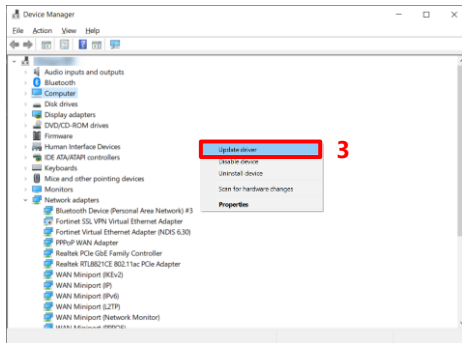 Device Manager
File Action View Help
Audio inputs and outputs
Bluetooth
Computer
Disk drives
Display adapters
DVD/CD-ROM drives
Firmware
Human Interface Devices
IDE ATA/ATAPI controllers
Keyboards
Mice and other pointing devices
Monitors
Network adapters
Bluetooth Device (Personal Area Network) #3
Fortinet SSL VPN Virtual Ethernet Adapter
Fortinet Virtual Ethernet Adapter (NDIS 6.30)
PPPoP WAN Adapter
Realtek PCIe GbE Family Controller
Realtek RTL8821CE 802.11ac PCIe Adapter
WAN Miniport (IKEv2)
WAN Miniport (IP)
WAN Miniport (IPv6)
WAN Miniport (L2TP)
WAN Miniport (Network Monitor)
WAN Miniport (PPPOE)
Update driver
Disable device
Uninstall device
Scan for hardware changes
Properties
3